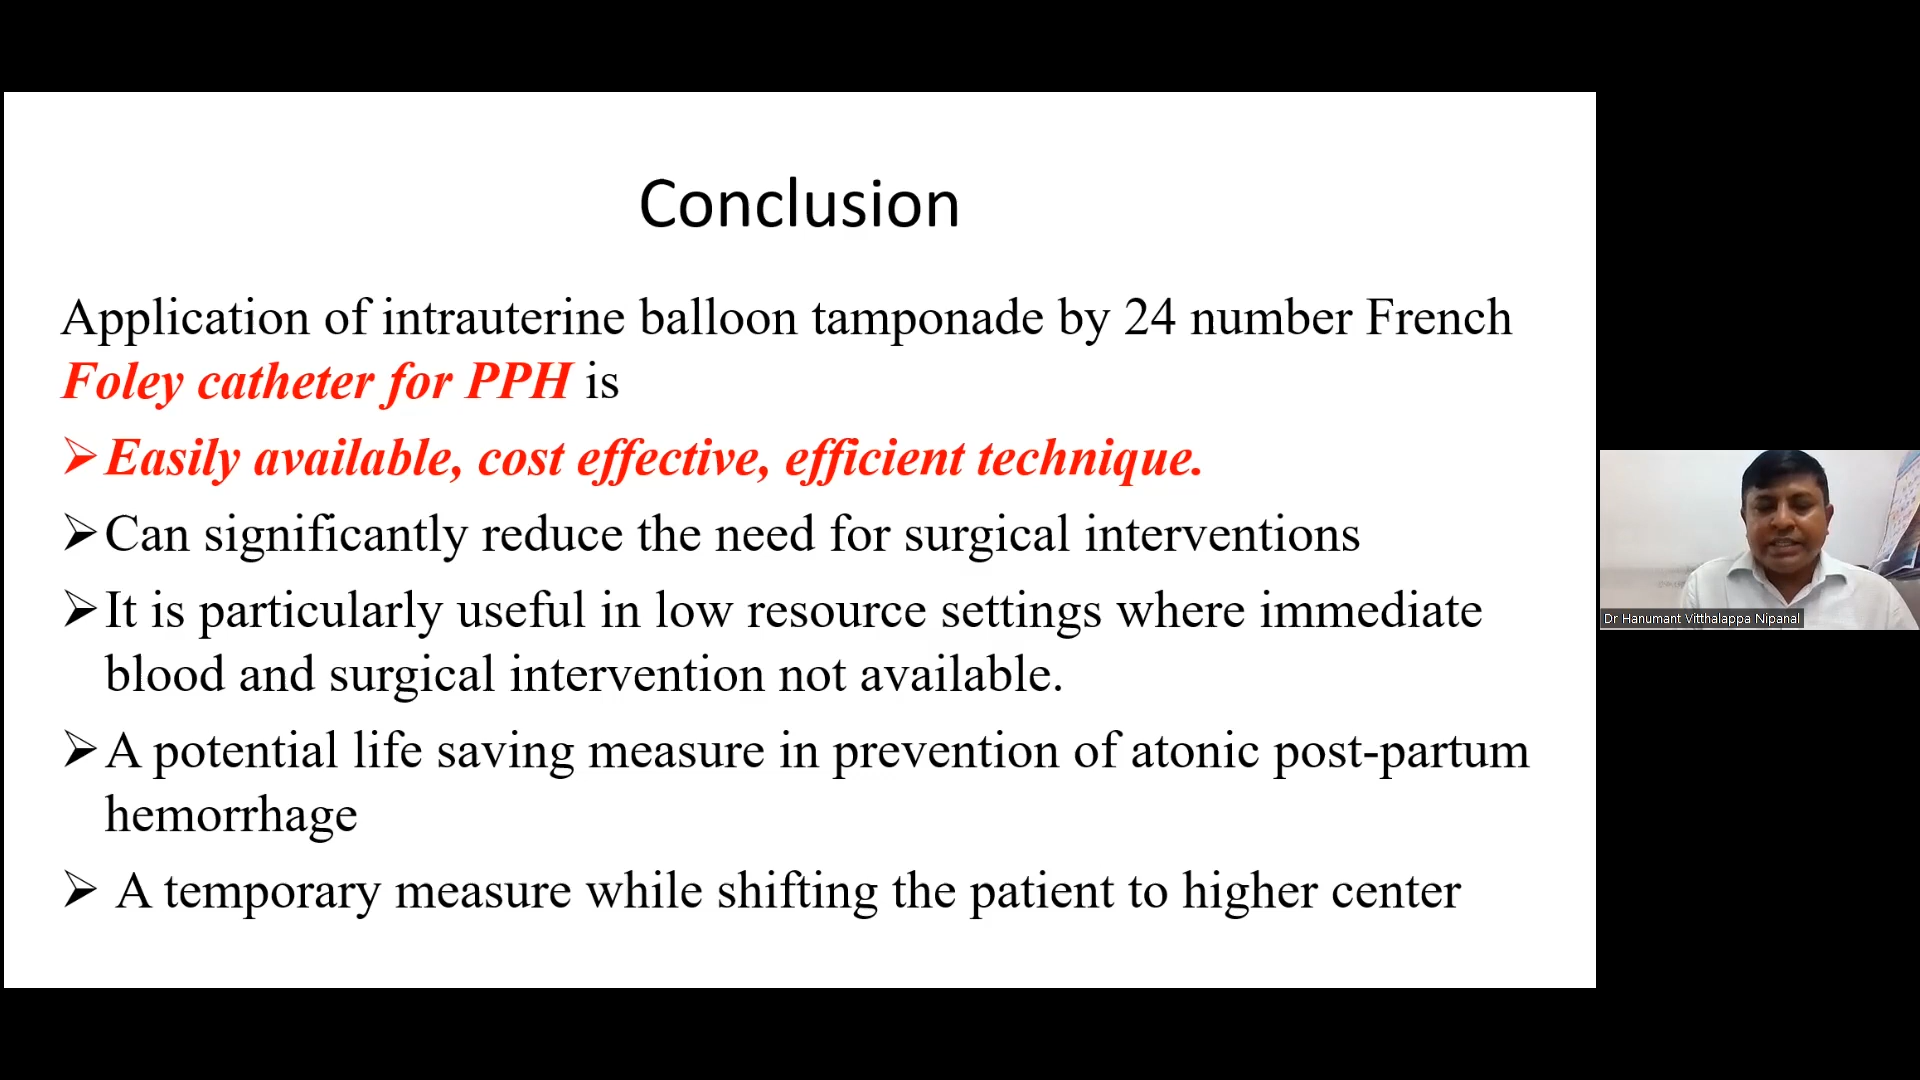 Conclusion
Application of intrauterine balloon tamponade by 24 number French
Foley catheter for PPH is
➢Easily available, cost effective, efficient technique.
➢Can significantly reduce the need for surgical interventions
➢It is particularly useful in low resource settings where immediate
blood and surgical intervention not available.
➢A potential life saving measure in prevention of atonic post-partum
hemorrhage
➢ A temporary measure while shifting the patient to higher center
Dr Hanumant Vitthalappa Nipanal